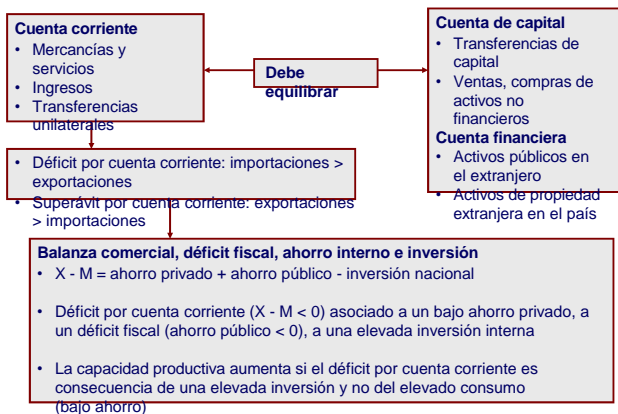 Cuenta corriente
• Mercancías y
servicios
• Ingresos
• Transferencias
unilaterales
Debe
equilibrar
Cuenta de capital
• Transferencias de
capital
• Ventas, compras de
activos no
financieros
Cuenta financiera
• Activos públicos en
el extranjero
• Activos de propiedad
extranjera en el país
• Déficit por cuenta corriente: importaciones >
exportaciones
• Superávit por cuenta corriente: exportaciones
> importaciones
Balanza comercial, déficit fiscal, ahorro interno e inversión
• X - M = ahorro privado + ahorro público - inversión nacional
• Déficit por cuenta corriente (X - M < 0) asociado a un bajo ahorro privado, a
un déficit fiscal (ahorro público < 0), a una elevada inversión interna
• La capacidad productiva aumenta si el déficit por cuenta corriente es
consecuencia de una elevada inversión y no del elevado consumo
(bajo ahorro)